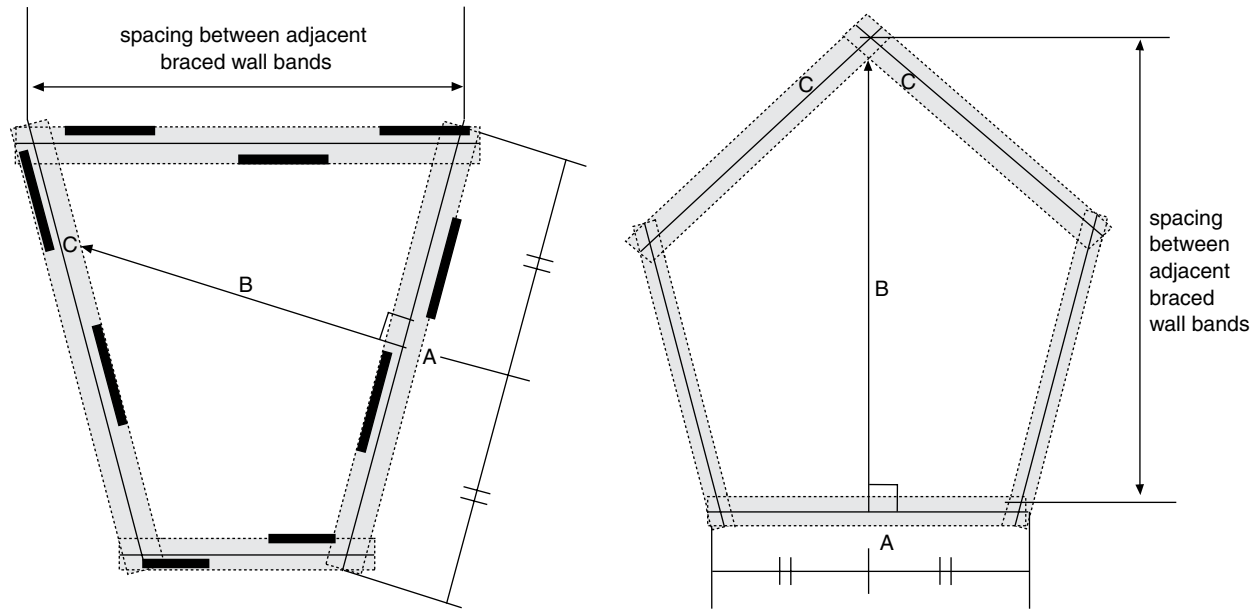 spacing between adjacent
braced wall bands
C
B
A
C
C
B
spacing
between
adjacent
braced
wall bands
A